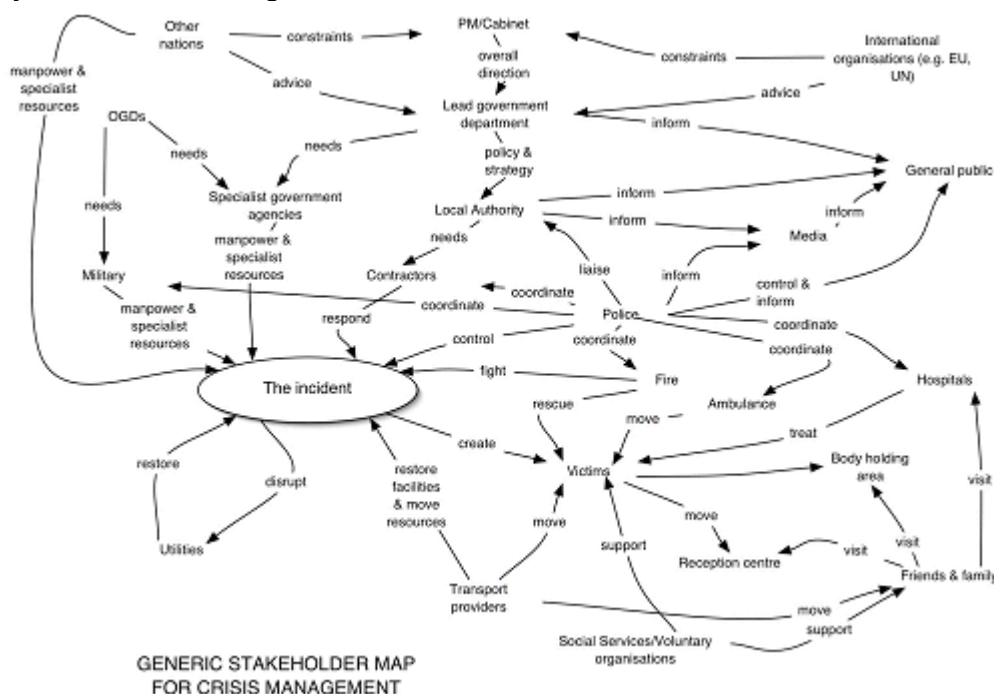 Other
nations
constraints
PM/Cabinet
overall
direction
constraints
International
organisations (e.g. EU,
UN)
manpower &
specialist
resources
advice
advice
OGDs
Lead government
department
inform
needs
needs
policy &
strategy
General public
Specialist government
agencies
inform
needs
Local Authority
inform
inform
Media
manpower &
specialist
resources
needs
Military
Contractors
liaise
inform
control &
inform
coordinate
coordinate
manpower &
specialist
resources
respond
Police
coordinate
control
coordinate
coordinate
The incident
fight
Fire
Hospitals
rescue
Ambulance
move
treat
create
restore
disrupt
restore
facilities
& move
resources
Victims
Body holding
area
visit
move
move
support
visit
visit
Utilities
Reception centre
Friends & family
Transport
providers
move
support
Social Services/Voluntary
organisations
GENERIC STAKEHOLDER MAP
FOR CRISIS MANAGEMENT